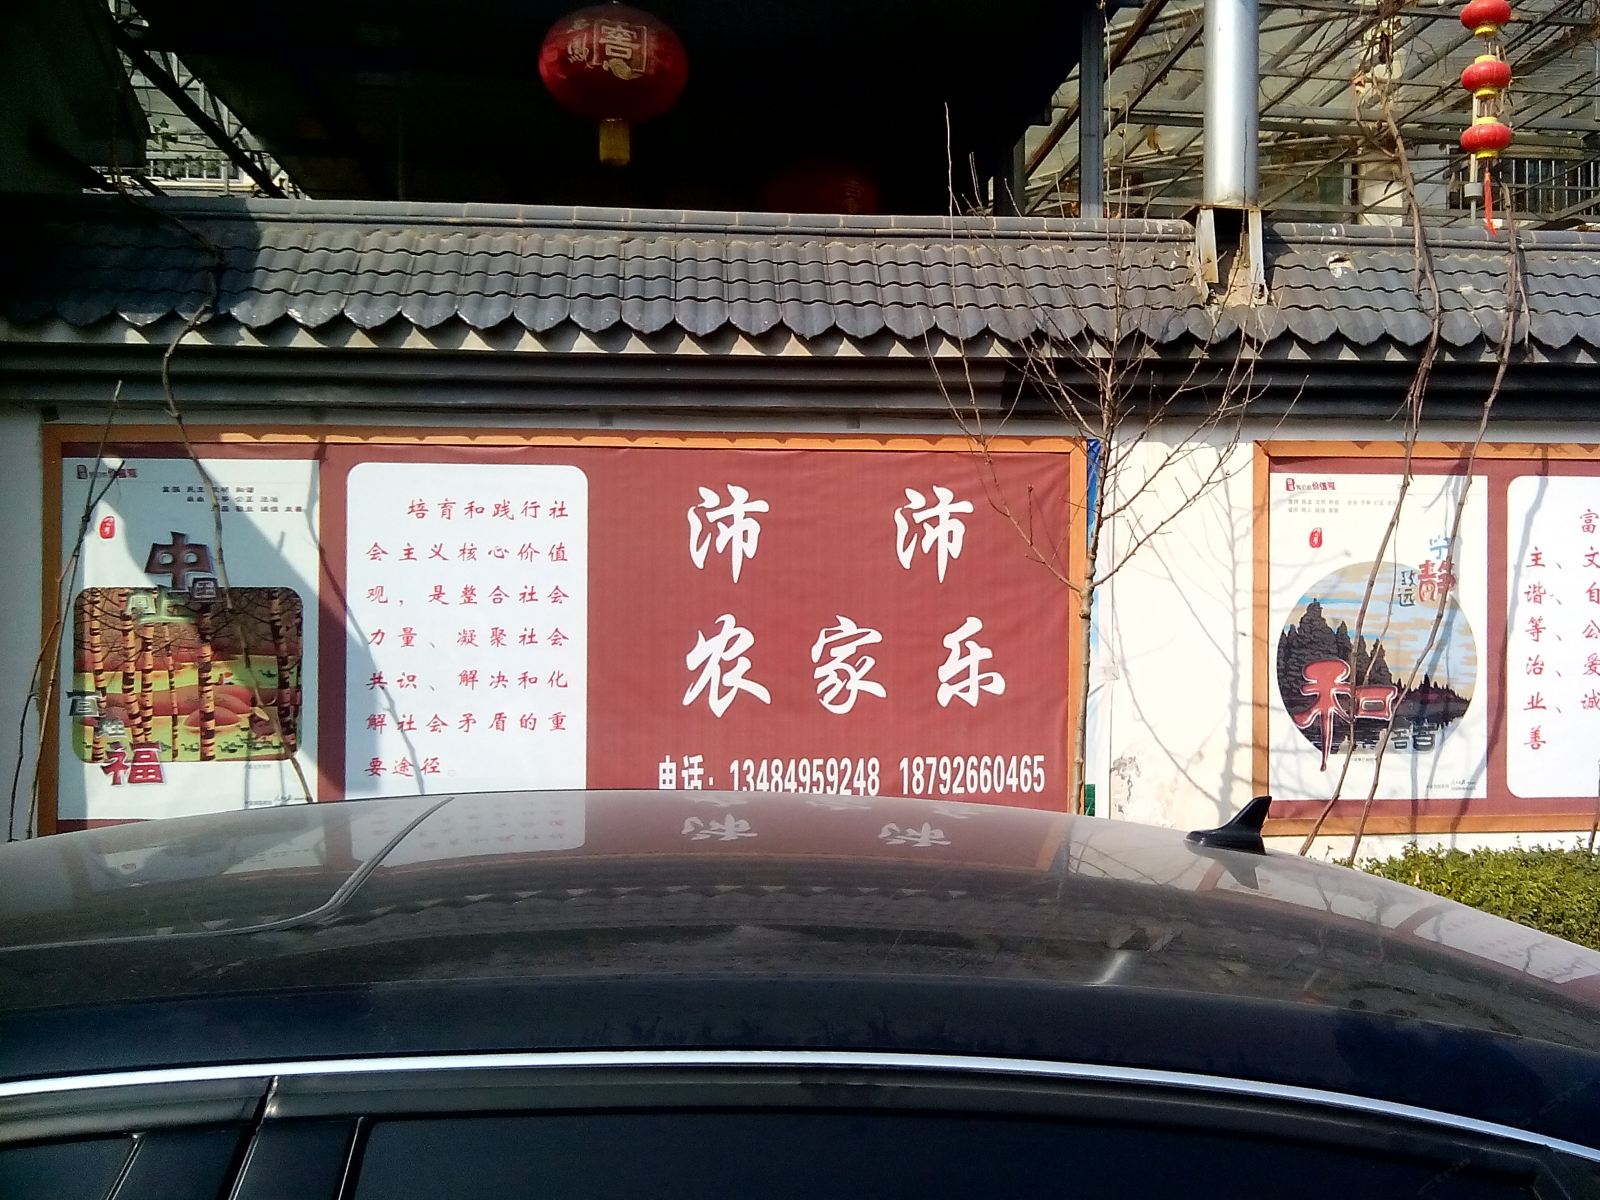 中国
百姓
福
培育和践行社
会主义核心价值
观，是整合社会
力量、凝聚社会
共识、解决和化
解社会矛盾的重
要途径。
沛 沛
农家乐
电话：13484959248 18792660465
宁静
致远
和
富
主、文
谐、自
等、公
治、爱
业、诚
善